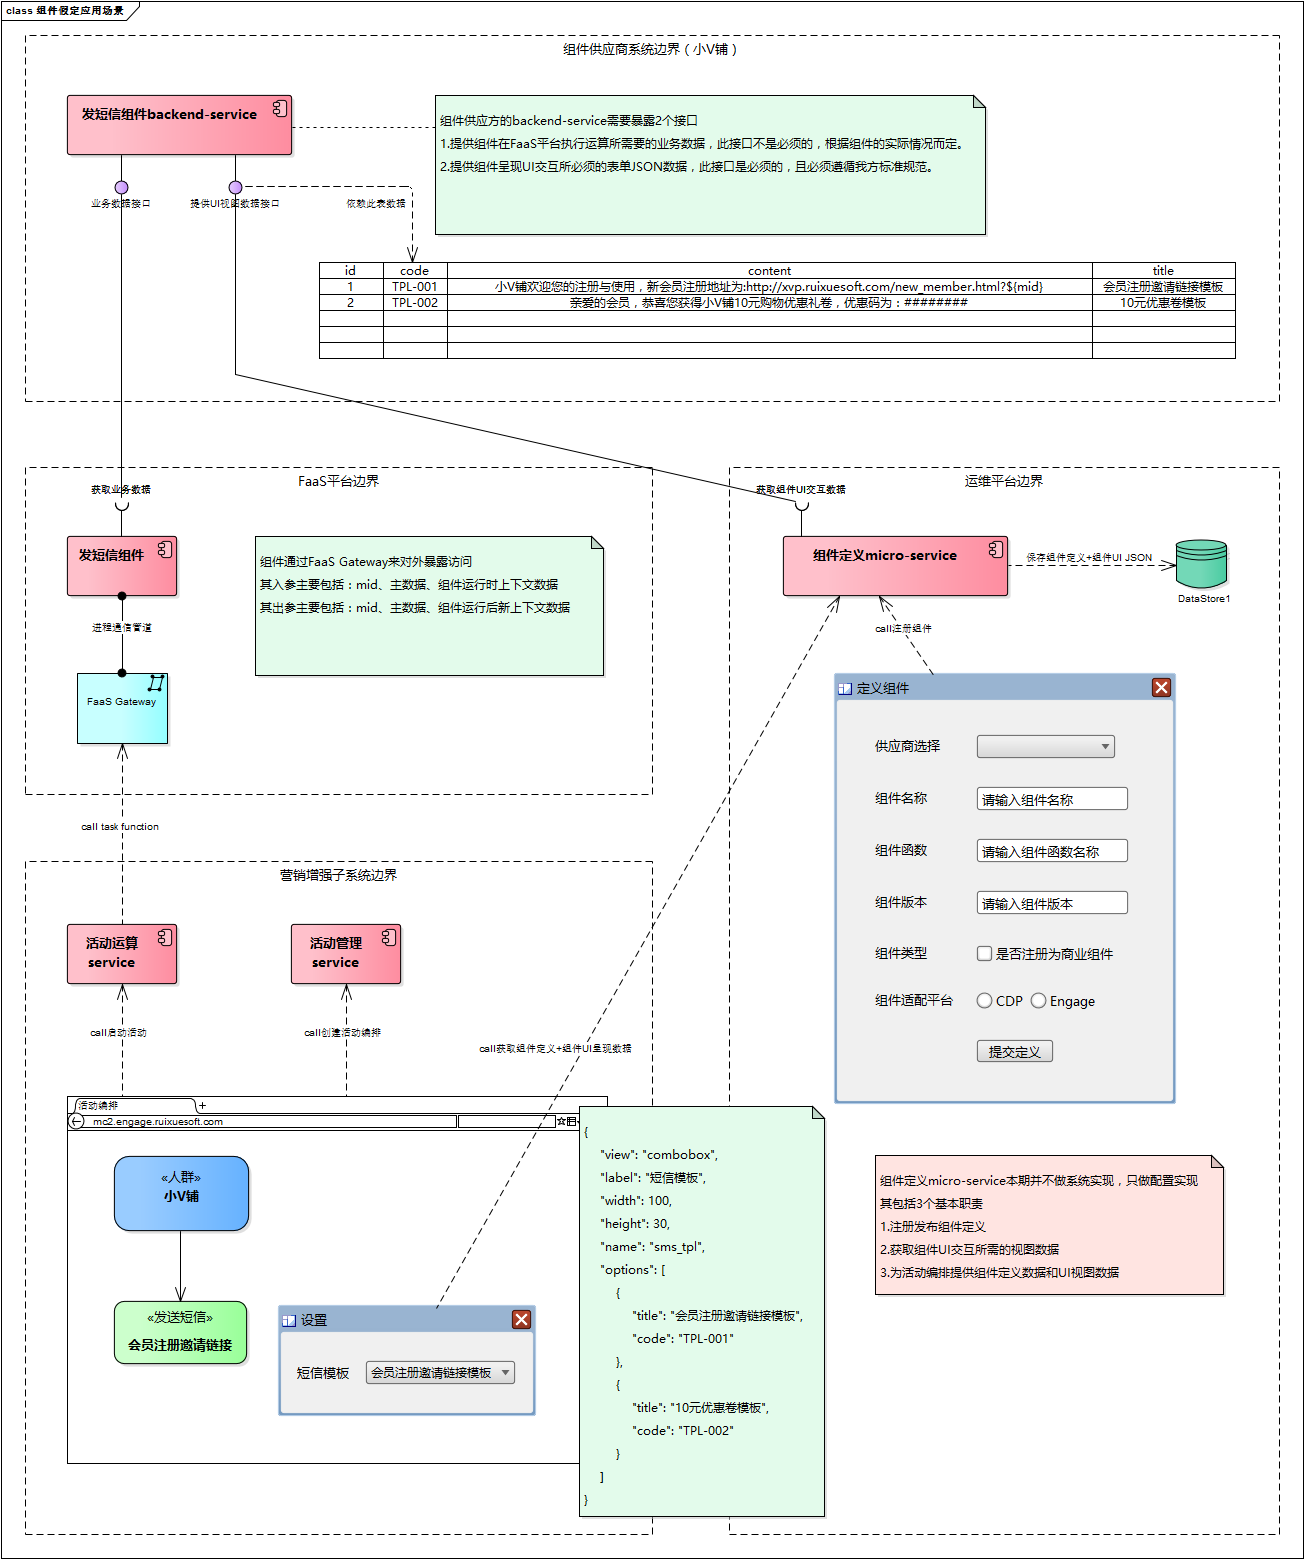 class 组件假定应用场景
组件供应商系统边界（小V铺）
发短信组件backend-service
组件供应方的backend-service需要暴露2个接口
1.提供组件在FaaS平台执行运算所需要的业务数据，此接口不是必须的，根据组件的实际情况而定。
2.提供组件呈现UI交互所必须的表单JSON数据，此接口是必须的，且必须遵循我方标准规范。
业务数据接口
提供UI视图数据接口
依赖此表数据
id code content title
1 TPL-001 小V铺欢迎您的注册与使用，新会员注册地址为:http://xvp.ruixuesoft.com/new_member.html?${mid} 会员注册邀请链接模板
2 TPL-002 亲爱的会员，恭喜您获得小V铺10元购物优惠礼卷，优惠码为：######## 10元优惠卷模板
FaaS平台边界
运维平台边界
获取业务数据
获取组件UI交互数据
发短信组件
组件通过FaaS Gateway来对外暴露访问
其入参主要包括：mid、主数据、组件运行时上下文数据
其出参主要包括：mid、主数据、组件运行后新上下文数据
组件定义micro-service
保存组件定义+组件UI JSON
DataStore1
进程通信管道
call注册组件
FaaS Gateway
定义组件
供应商选择
组件名称 请输入组件名称
组件函数 请输入组件函数名称
组件版本 请输入组件版本
组件类型 是否注册为商业组件
组件适配平台 CDP Engage
提交定义
call task function
营销增强子系统边界
活动运算
service
活动管理
service
call启动活动
call创建活动编排
call获取组件定义+组件UI呈现数据
活动编排 +
mc2.engage.ruixuesoft.com
«人群»
小V铺
«发送短信»
会员注册邀请链接
设置
短信模板 会员注册邀请链接模板
{
"view": "combobox",
"label": "短信模板",
"width": 100,
"height": 30,
"name": "sms_tpl",
"options": [
{
"title": "会员注册邀请链接模板",
"code": "TPL-001"
},
{
"title": "10元优惠卷模板",
"code": "TPL-002"
}
]
}
组件定义micro-service本期并不做系统实现，只做配置实现
其包括3个基本职责
1.注册发布组件定义
2.获取组件UI交互所需的视图数据
3.为活动编排提供组件定义数据和UI视图数据